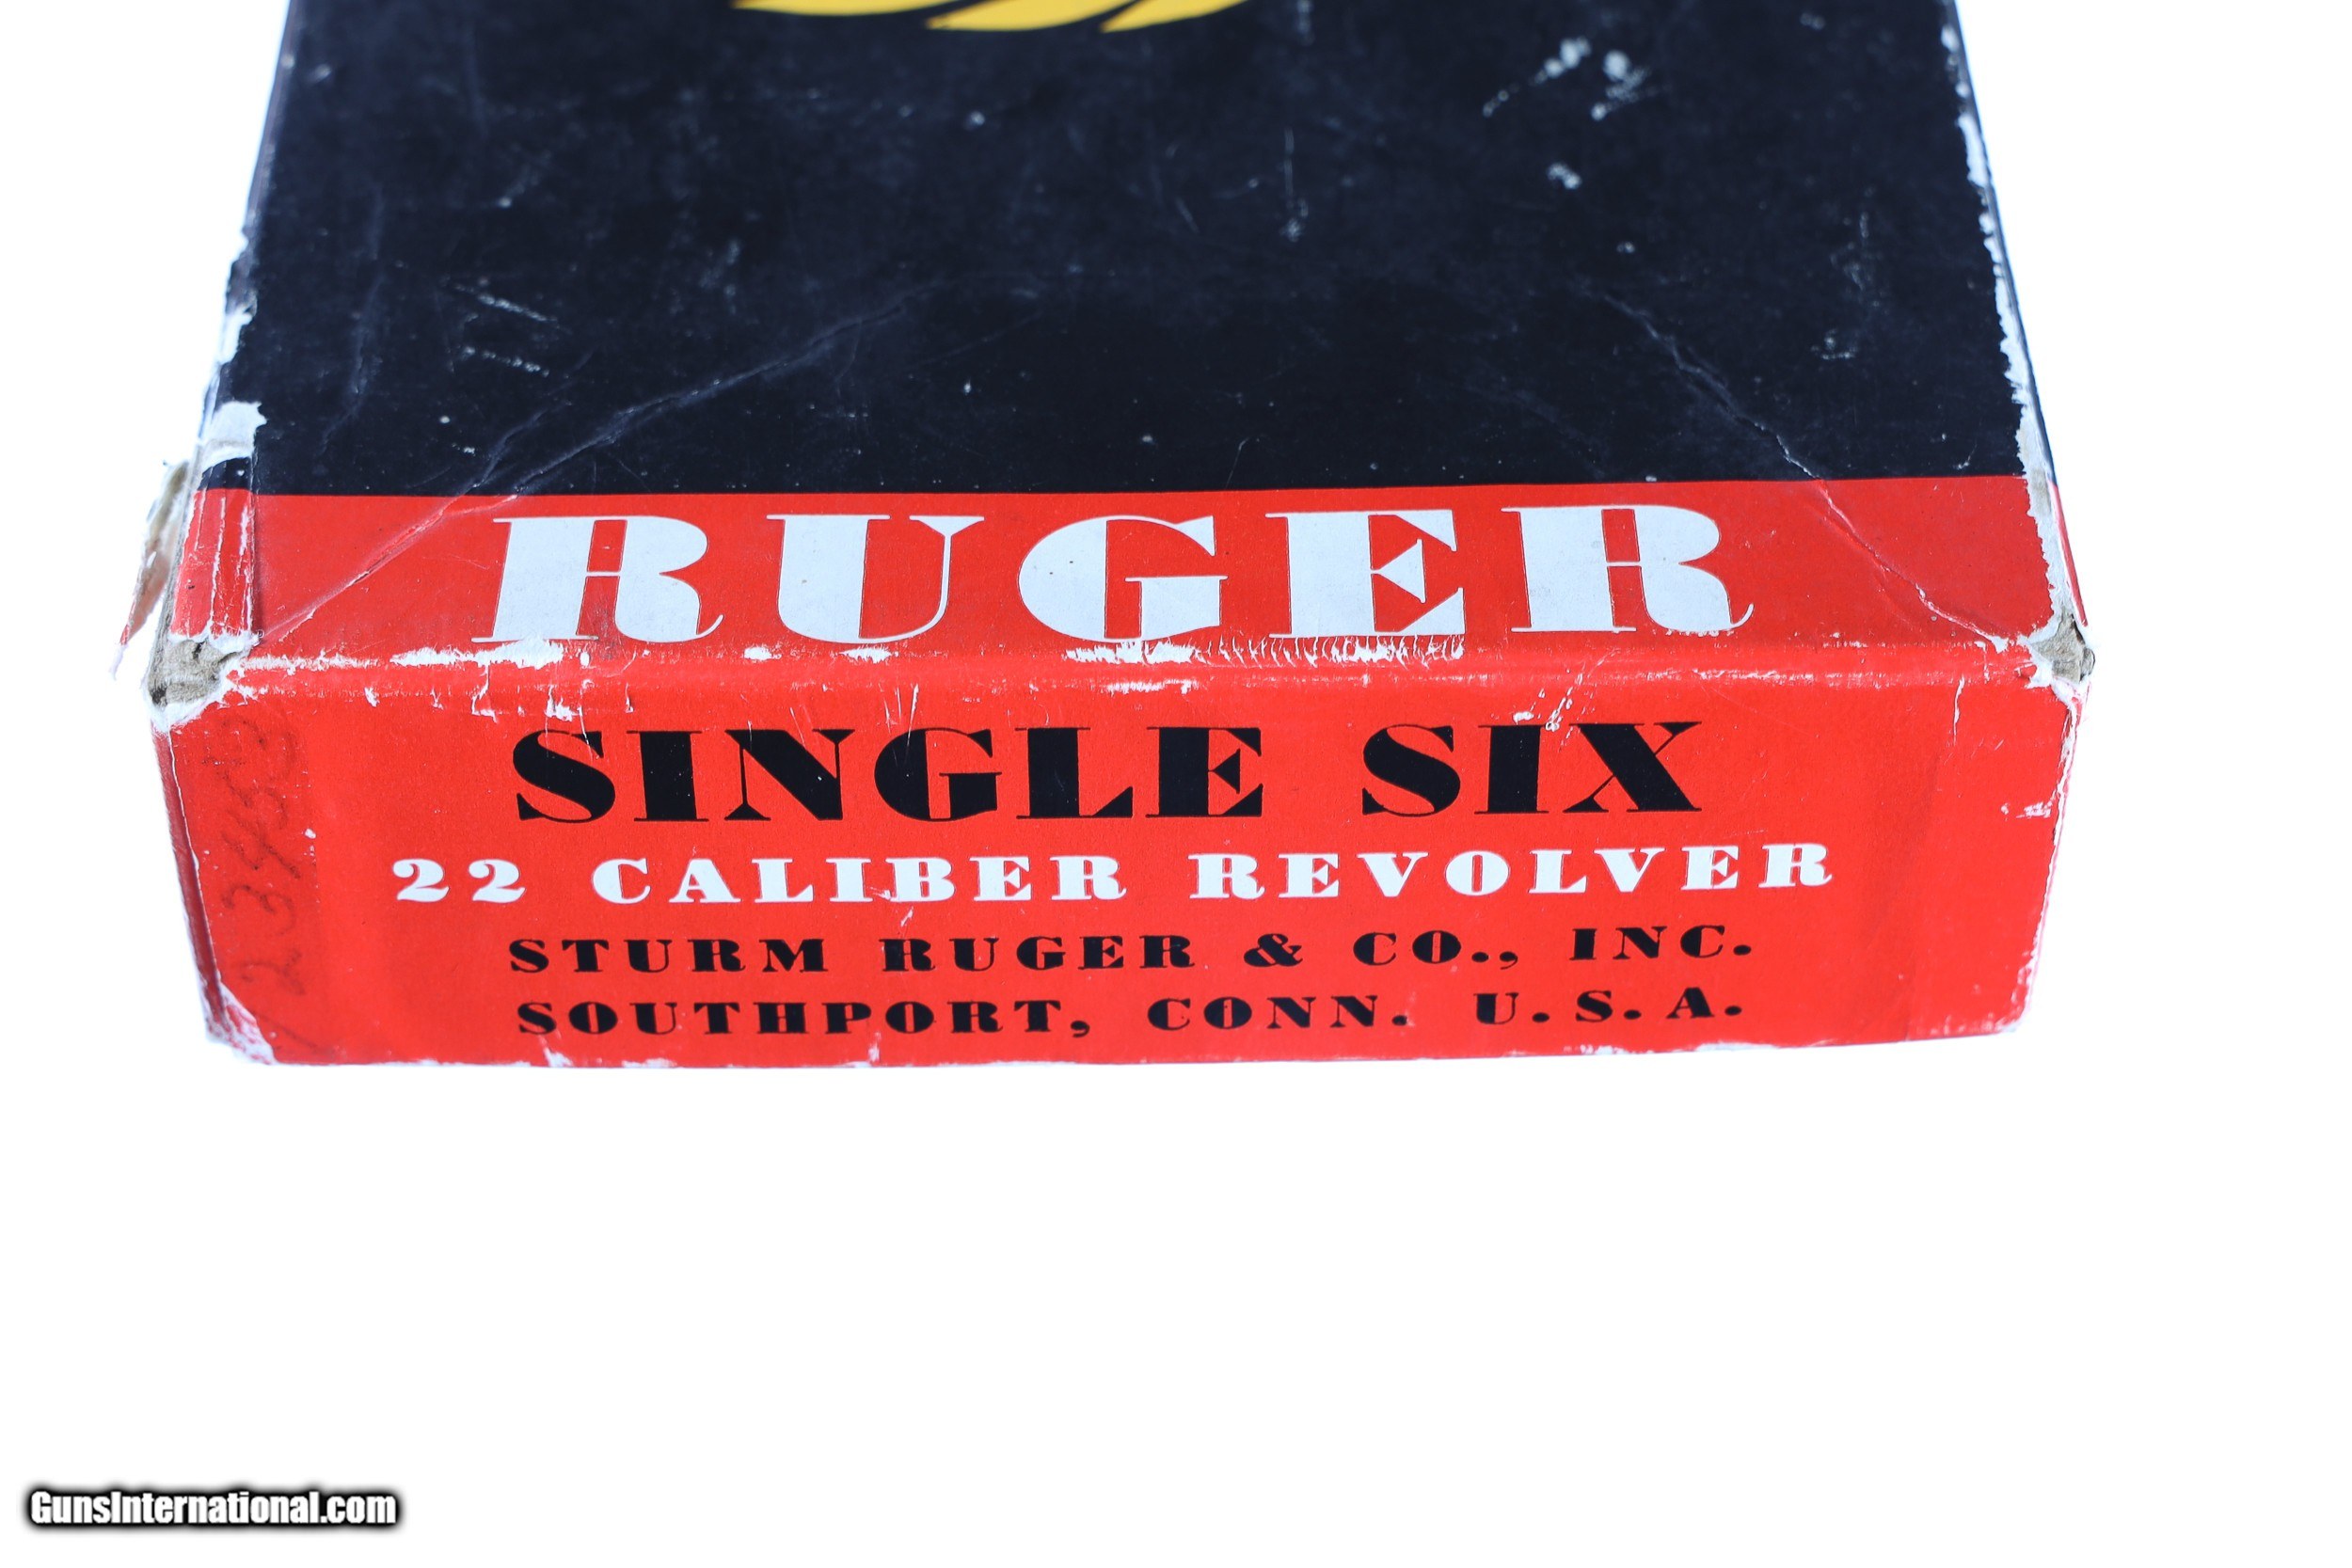 RUGER
SINGLE SIX
22 CALIBER REVOLVER
STURM RUGER & CO., INC.
SOUTHPORT, CONN. U.S.A.
GunsInternational.com